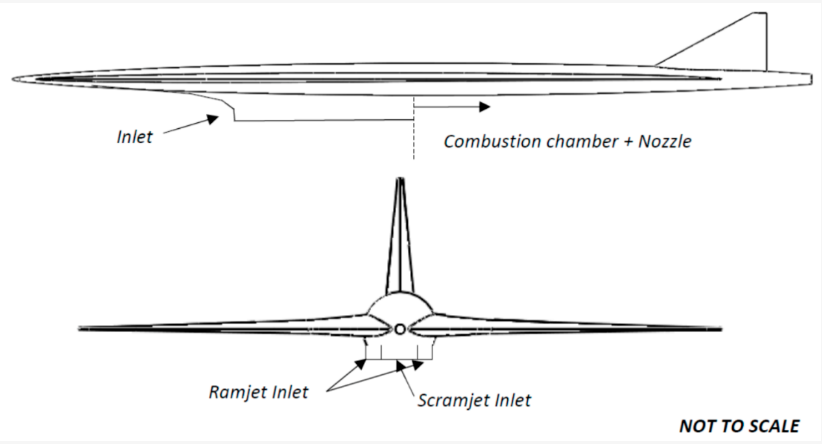 Inlet
Combustion chamber + Nozzle
Ramjet Inlet
Scramjet Inlet
NOT TO SCALE